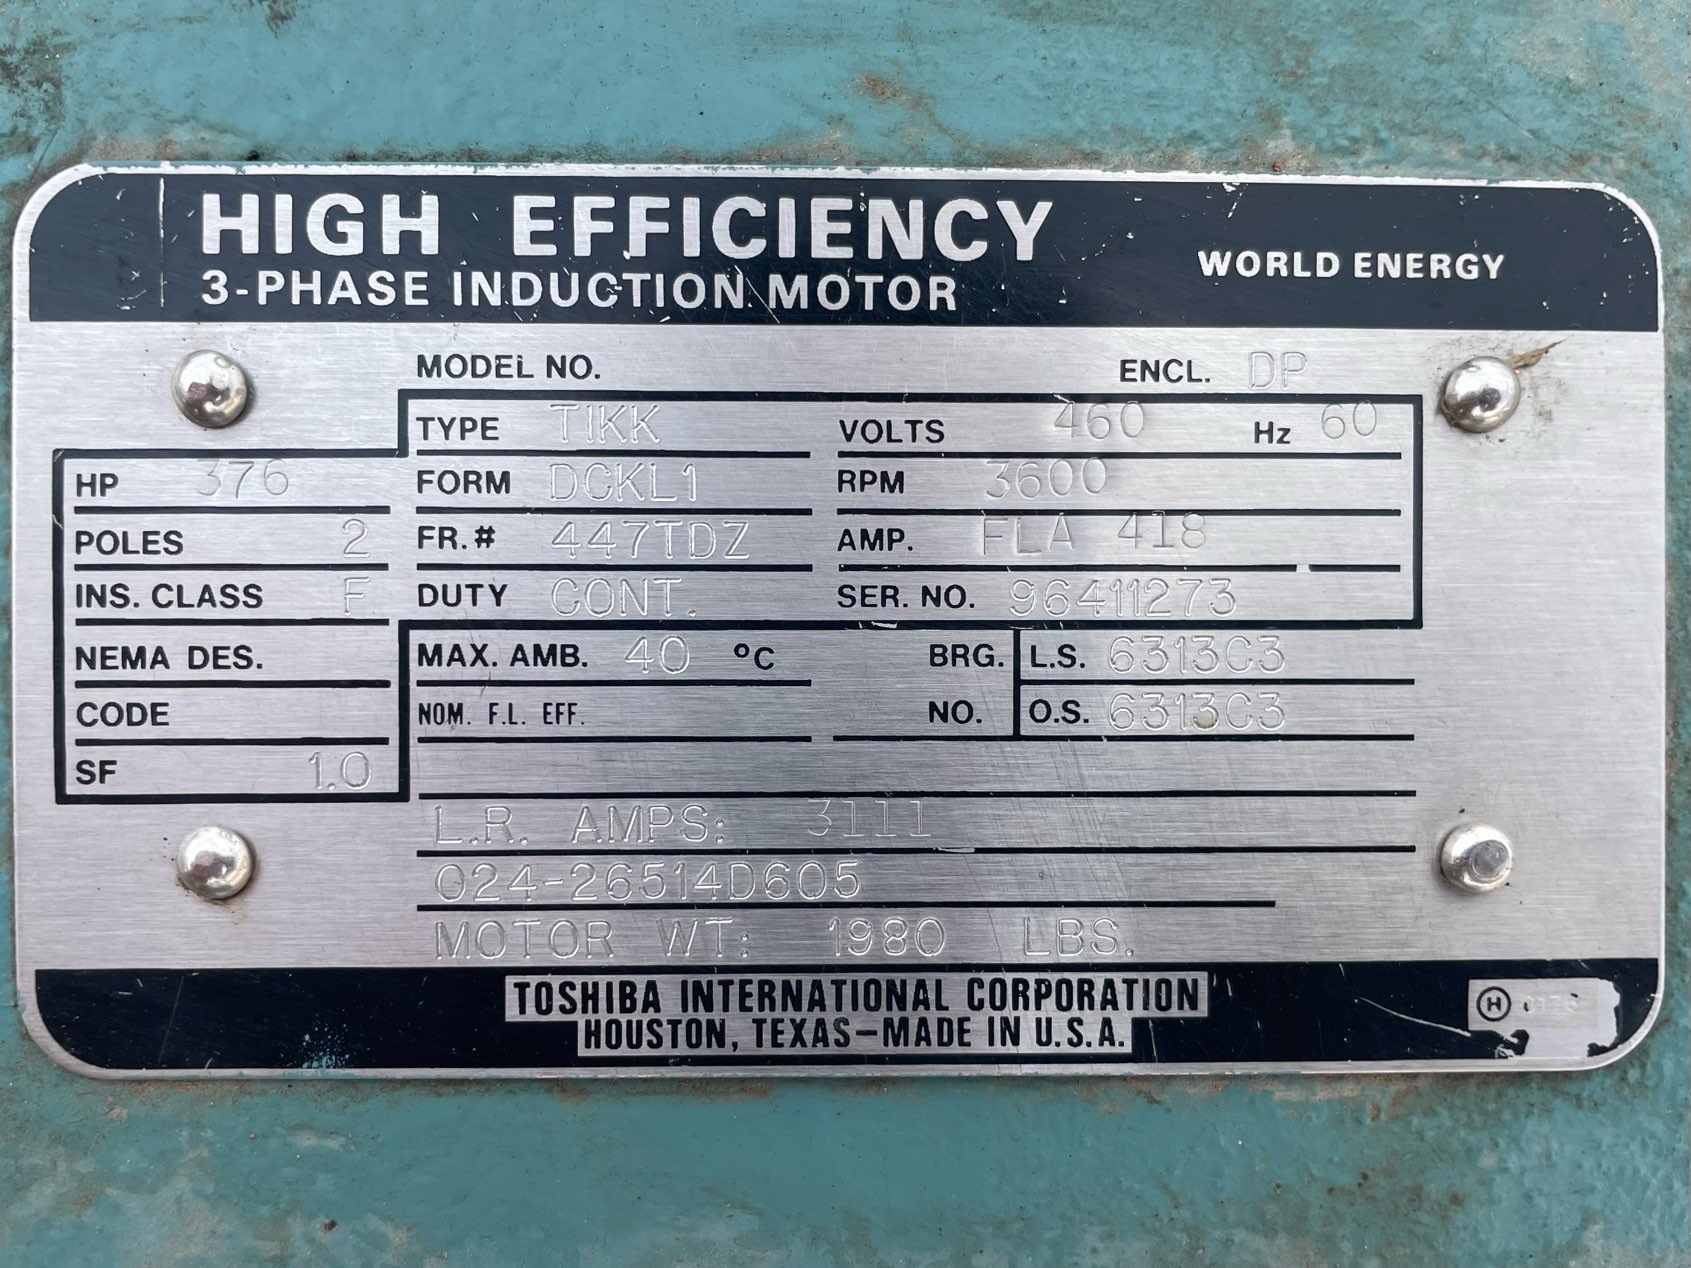 HIGH EFFICIENCY
3-PHASE INDUCTION MOTOR
WORLD ENERGY
MODEL NO. ENCL. DP
TYPE TIKK VOLTS 460 Hz 60
HP 376 FORM DCKL1 RPM 3600
POLES 2 FR.# 447TDZ AMP. FLA 418
INS. CLASS F DUTY CONT. SER. NO. 96411273
NEMA DES. MAX. AMB. 40 °C BRG. L.S. 6313C3
CODE NOM. F.L. EFF. NO. O.S. 6313C3
SF 1.0
L.R. AMPS: 3111
024-26514D605
MOTOR WT: 1980 LBS.
TOSHIBA INTERNATIONAL CORPORATION
HOUSTON, TEXAS—MADE IN U.S.A.
H